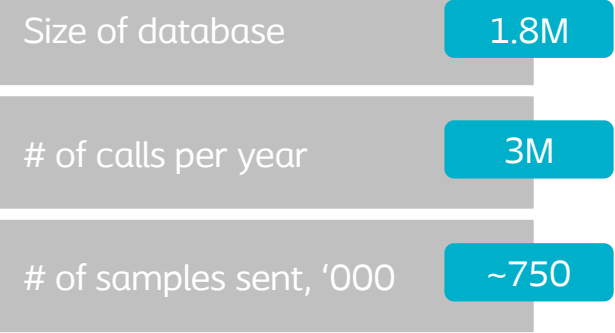 Size of database 1.8M
# of calls per year 3M
# of samples sent, ‘000 ~750